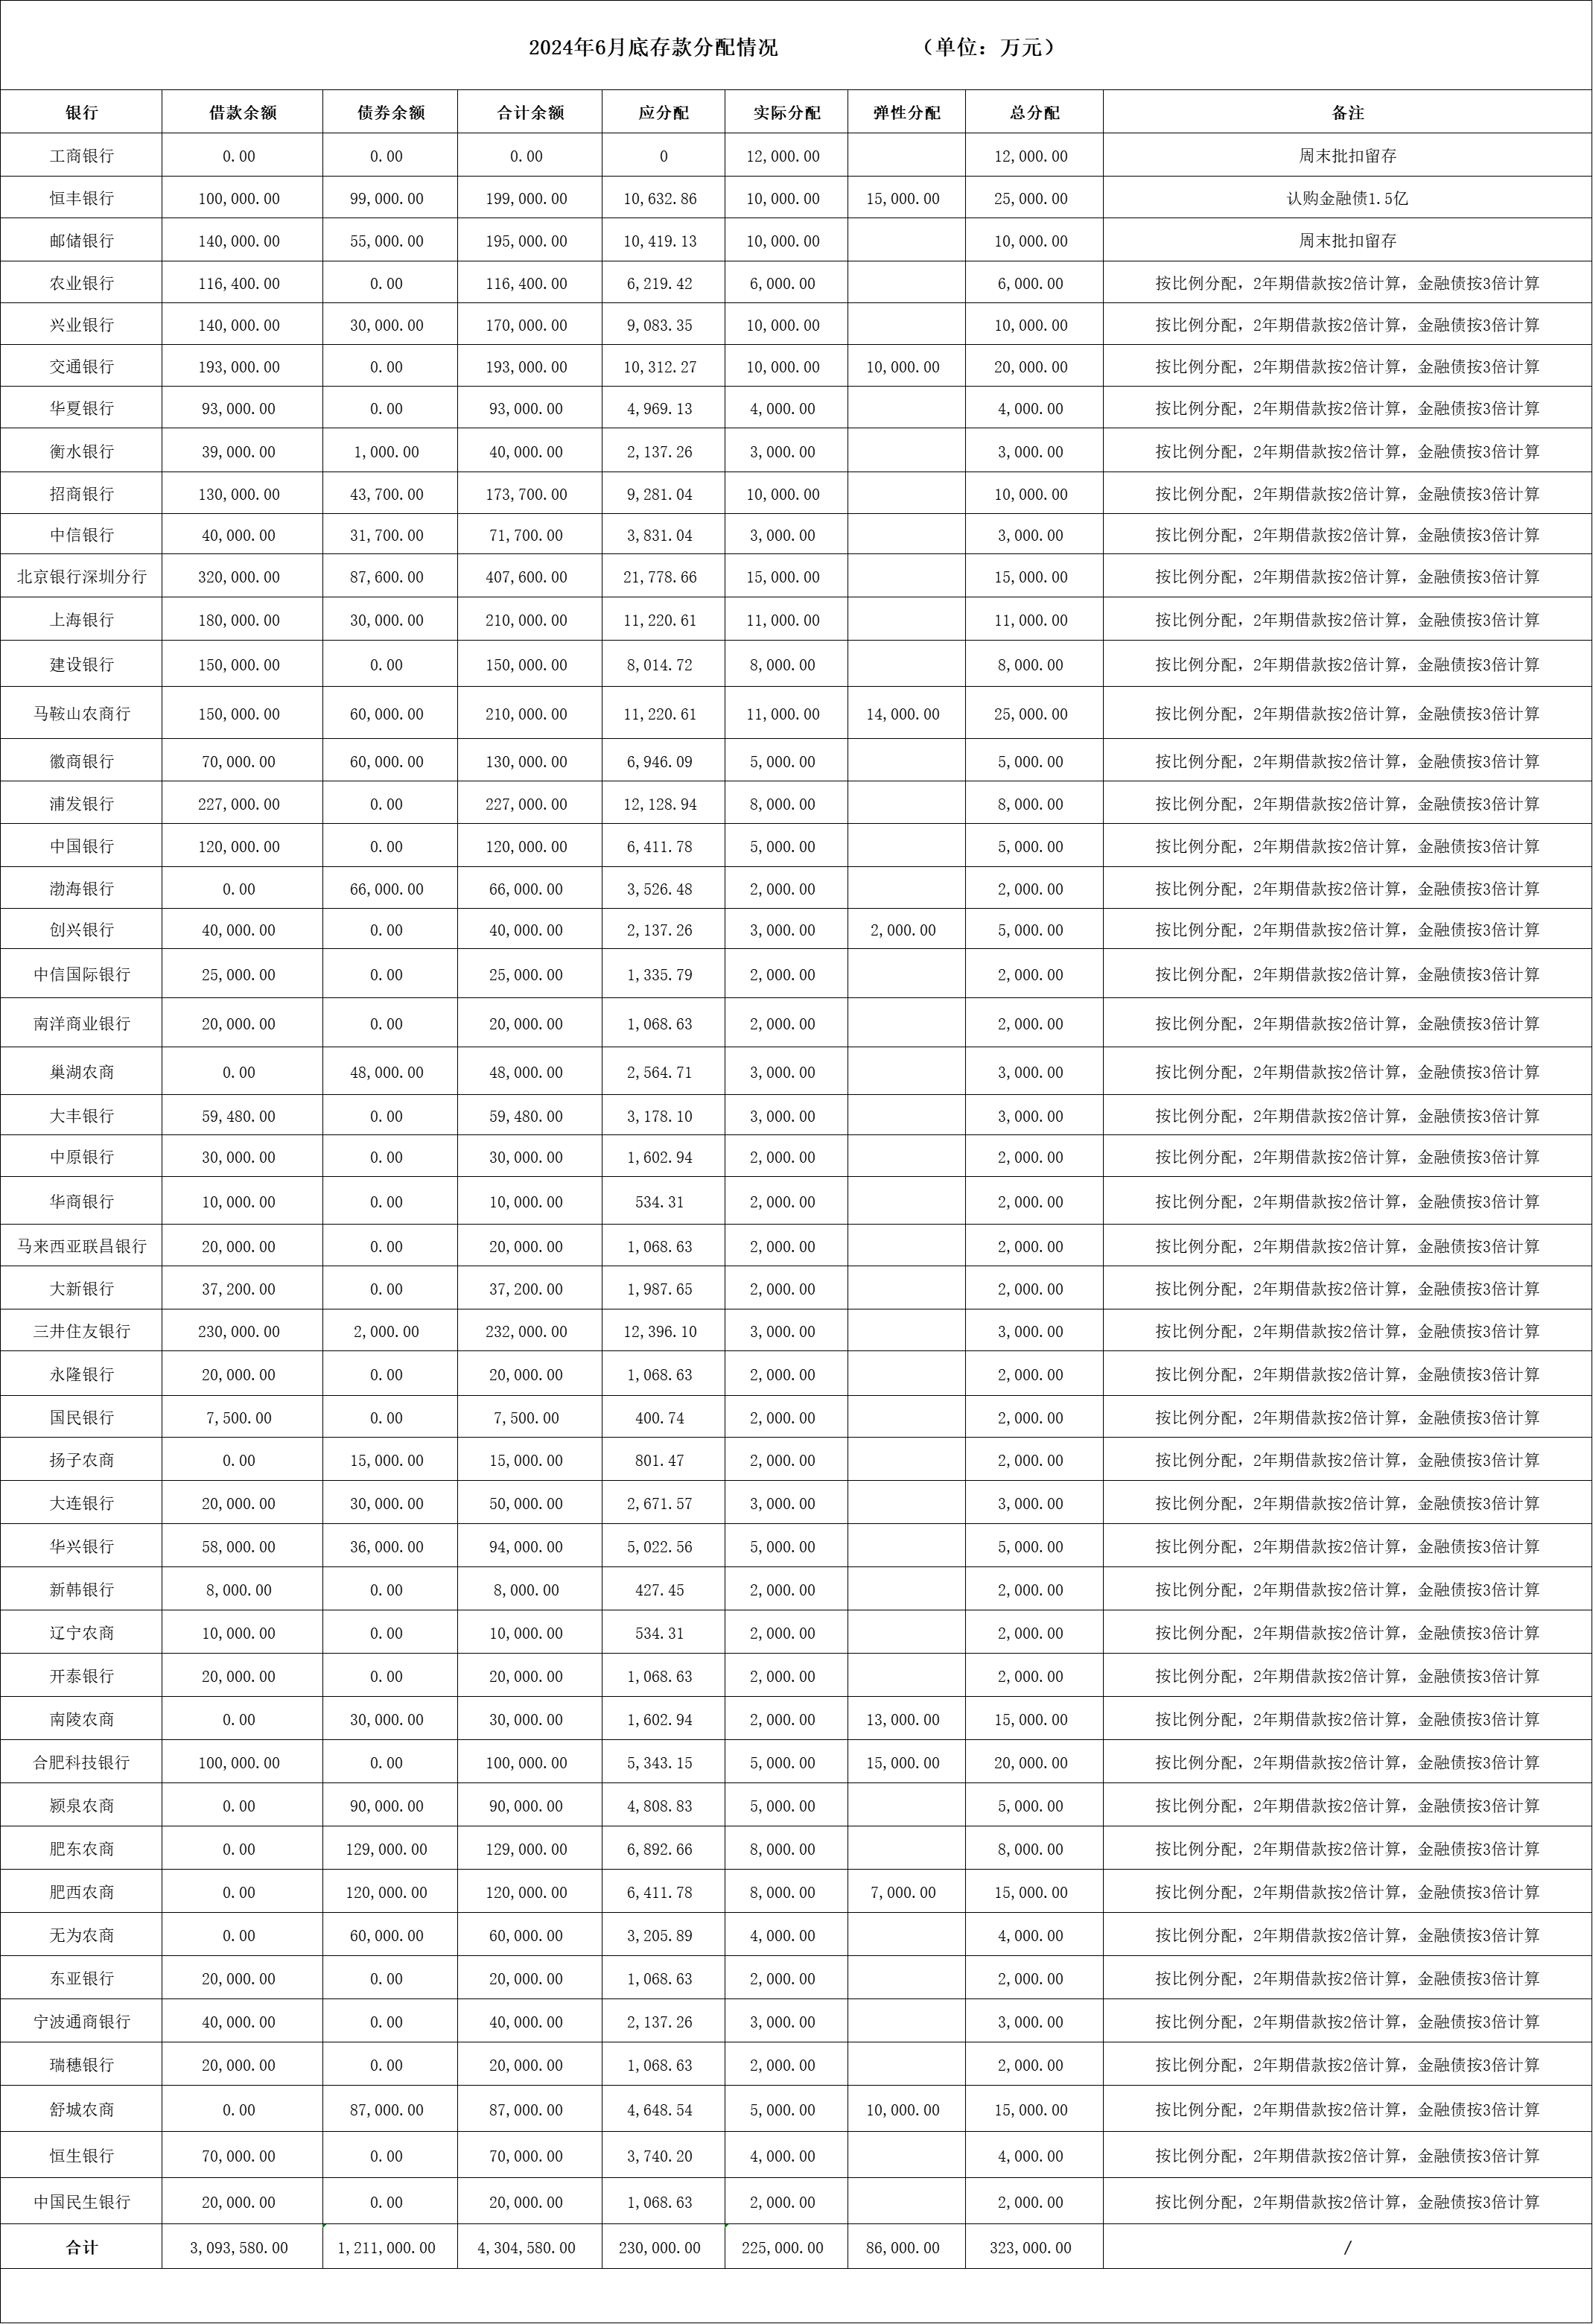 2024年6月底存款分配情况 （单位：万元）
银行 借款余额 债券余额 合计余额 应分配 实际分配 弹性分配 总分配 备注
工商银行 0.00 0.00 0.00 0 12,000.00 12,000.00 周末批扣留存
恒丰银行 100,000.00 99,000.00 199,000.00 10,632.86 10,000.00 15,000.00 25,000.00 认购金融债1.5亿
邮储银行 140,000.00 55,000.00 195,000.00 10,419.13 10,000.00 10,000.00 周末批扣留存
农业银行 116,400.00 0.00 116,400.00 6,219.42 6,000.00 6,000.00 按比例分配，2年期借款按2倍计算，金融债按3倍计算
兴业银行 140,000.00 30,000.00 170,000.00 9,083.35 10,000.00 10,000.00 按比例分配，2年期借款按2倍计算，金融债按3倍计算
交通银行 193,000.00 0.00 193,000.00 10,312.27 10,000.00 10,000.00 20,000.00 按比例分配，2年期借款按2倍计算，金融债按3倍计算
华夏银行 93,000.00 0.00 93,000.00 4,969.13 4,000.00 4,000.00 按比例分配，2年期借款按2倍计算，金融债按3倍计算
衡水银行 39,000.00 1,000.00 40,000.00 2,137.26 3,000.00 3,000.00 按比例分配，2年期借款按2倍计算，金融债按3倍计算
招商银行 130,000.00 43,700.00 173,700.00 9,281.04 10,000.00 10,000.00 按比例分配，2年期借款按2倍计算，金融债按3倍计算
中信银行 40,000.00 31,700.00 71,700.00 3,831.04 3,000.00 3,000.00 按比例分配，2年期借款按2倍计算，金融债按3倍计算
北京银行深圳分行 320,000.00 87,600.00 407,600.00 21,778.66 15,000.00 15,000.00 按比例分配，2年期借款按2倍计算，金融债按3倍计算
上海银行 180,000.00 30,000.00 210,000.00 11,220.61 11,000.00 11,000.00 按比例分配，2年期借款按2倍计算，金融债按3倍计算
建设银行 150,000.00 0.00 150,000.00 8,014.72 8,000.00 8,000.00 按比例分配，2年期借款按2倍计算，金融债按3倍计算
马鞍山农商行 150,000.00 60,000.00 210,000.00 11,220.61 11,000.00 14,000.00 25,000.00 按比例分配，2年期借款按2倍计算，金融债按3倍计算
徽商银行 70,000.00 60,000.00 130,000.00 6,946.09 5,000.00 5,000.00 按比例分配，2年期借款按2倍计算，金融债按3倍计算
浦发银行 227,000.00 0.00 227,000.00 12,128.94 8,000.00 8,000.00 按比例分配，2年期借款按2倍计算，金融债按3倍计算
中国银行 120,000.00 0.00 120,000.00 6,411.78 5,000.00 5,000.00 按比例分配，2年期借款按2倍计算，金融债按3倍计算
渤海银行 0.00 66,000.00 66,000.00 3,526.48 2,000.00 2,000.00 按比例分配，2年期借款按2倍计算，金融债按3倍计算
创兴银行 40,000.00 0.00 40,000.00 2,137.26 3,000.00 2,000.00 5,000.00 按比例分配，2年期借款按2倍计算，金融债按3倍计算
中信国际银行 25,000.00 0.00 25,000.00 1,335.79 2,000.00 2,000.00 按比例分配，2年期借款按2倍计算，金融债按3倍计算
南洋商业银行 20,000.00 0.00 20,000.00 1,068.63 2,000.00 2,000.00 按比例分配，2年期借款按2倍计算，金融债按3倍计算
巢湖农商 0.00 48,000.00 48,000.00 2,564.71 3,000.00 3,000.00 按比例分配，2年期借款按2倍计算，金融债按3倍计算
大丰银行 59,480.00 0.00 59,480.00 3,178.10 3,000.00 3,000.00 按比例分配，2年期借款按2倍计算，金融债按3倍计算
中原银行 30,000.00 0.00 30,000.00 1,602.94 2,000.00 2,000.00 按比例分配，2年期借款按2倍计算，金融债按3倍计算
华商银行 10,000.00 0.00 10,000.00 534.31 2,000.00 2,000.00 按比例分配，2年期借款按2倍计算，金融债按3倍计算
马来西亚联昌银行 20,000.00 0.00 20,000.00 1,068.63 2,000.00 2,000.00 按比例分配，2年期借款按2倍计算，金融债按3倍计算
大新银行 37,200.00 0.00 37,200.00 1,987.65 2,000.00 2,000.00 按比例分配，2年期借款按2倍计算，金融债按3倍计算
三井住友银行 230,000.00 2,000.00 232,000.00 12,396.10 3,000.00 3,000.00 按比例分配，2年期借款按2倍计算，金融债按3倍计算
永隆银行 20,000.00 0.00 20,000.00 1,068.63 2,000.00 2,000.00 按比例分配，2年期借款按2倍计算，金融债按3倍计算
国民银行 7,500.00 0.00 7,500.00 400.74 2,000.00 2,000.00 按比例分配，2年期借款按2倍计算，金融债按3倍计算
扬子农商 0.00 15,000.00 15,000.00 801.47 2,000.00 2,000.00 按比例分配，2年期借款按2倍计算，金融债按3倍计算
大连银行 20,000.00 30,000.00 50,000.00 2,671.57 3,000.00 3,000.00 按比例分配，2年期借款按2倍计算，金融债按3倍计算
华兴银行 58,000.00 36,000.00 94,000.00 5,022.56 5,000.00 5,000.00 按比例分配，2年期借款按2倍计算，金融债按3倍计算
新韩银行 8,000.00 0.00 8,000.00 427.45 2,000.00 2,000.00 按比例分配，2年期借款按2倍计算，金融债按3倍计算
辽宁农商 10,000.00 0.00 10,000.00 534.31 2,000.00 2,000.00 按比例分配，2年期借款按2倍计算，金融债按3倍计算
开泰银行 20,000.00 0.00 20,000.00 1,068.63 2,000.00 2,000.00 按比例分配，2年期借款按2倍计算，金融债按3倍计算
南陵农商 0.00 30,000.00 30,000.00 1,602.94 2,000.00 13,000.00 15,000.00 按比例分配，2年期借款按2倍计算，金融债按3倍计算
合肥科技银行 100,000.00 0.00 100,000.00 5,343.15 5,000.00 15,000.00 20,000.00 按比例分配，2年期借款按2倍计算，金融债按3倍计算
颍泉农商 0.00 90,000.00 90,000.00 4,808.83 5,000.00 5,000.00 按比例分配，2年期借款按2倍计算，金融债按3倍计算
肥东农商 0.00 129,000.00 129,000.00 6,892.66 8,000.00 8,000.00 按比例分配，2年期借款按2倍计算，金融债按3倍计算
肥西农商 0.00 120,000.00 120,000.00 6,411.78 8,000.00 7,000.00 15,000.00 按比例分配，2年期借款按2倍计算，金融债按3倍计算
无为农商 0.00 60,000.00 60,000.00 3,205.89 4,000.00 4,000.00 按比例分配，2年期借款按2倍计算，金融债按3倍计算
东亚银行 20,000.00 0.00 20,000.00 1,068.63 2,000.00 2,000.00 按比例分配，2年期借款按2倍计算，金融债按3倍计算
宁波通商银行 40,000.00 0.00 40,000.00 2,137.26 3,000.00 3,000.00 按比例分配，2年期借款按2倍计算，金融债按3倍计算
瑞穗银行 20,000.00 0.00 20,000.00 1,068.63 2,000.00 2,000.00 按比例分配，2年期借款按2倍计算，金融债按3倍计算
舒城农商 0.00 87,000.00 87,000.00 4,648.54 5,000.00 10,000.00 15,000.00 按比例分配，2年期借款按2倍计算，金融债按3倍计算
恒生银行 70,000.00 0.00 70,000.00 3,740.20 4,000.00 4,000.00 按比例分配，2年期借款按2倍计算，金融债按3倍计算
中国民生银行 20,000.00 0.00 20,000.00 1,068.63 2,000.00 2,000.00 按比例分配，2年期借款按2倍计算，金融债按3倍计算
合计 3,093,580.00 1,211,000.00 4,304,580.00 230,000.00 225,000.00 86,000.00 323,000.00 /